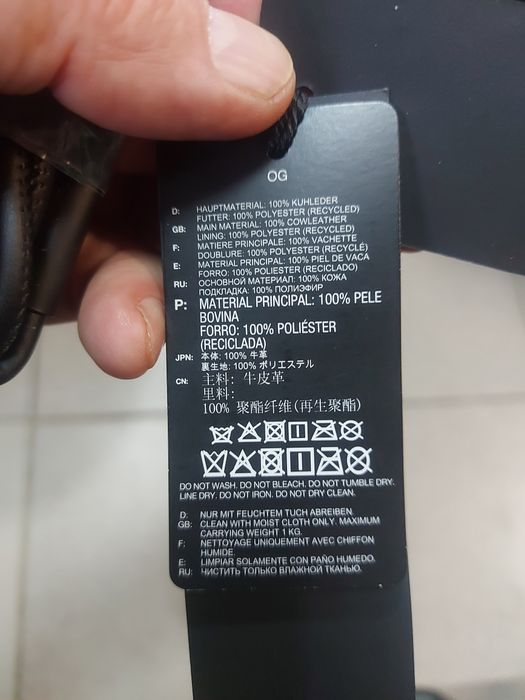 OG
D: HAUPTMATERIAL: 100% KUHLEDER
FUTTER: 100% POLYESTER (RECYCLED)
GB: MAIN MATERIAL: 100% COWLEATHER
LINING: 100% POLYESTER (RECYCLED)
F: MATIERE PRINCIPALE: 100% VACHETTE
DOUBLURE: 100% POLYESTER (RECYCLÉ)
E: MATERIAL PRINCIPAL: 100% PIEL DE VACA
FORRO: 100% POLIESTER (RECICLADO)
RU: ОСНОВНОЙ МАТЕРИАЛ: 100% КОЖА
ПОДКЛАДКА: 100% ПОЛИЭФИР
P: MATERIAL PRINCIPAL: 100% PELE
BOVINA
FORRO: 100% POLIÉSTER
(RECICLADA)
JPN: 本体: 100% 牛革
裏生地: 100% ポリエステル
CN: 主料: 牛皮革
里料:
100% 聚酯纤维(再生聚酯)
DO NOT WASH. DO NOT BLEACH. DO NOT TUMBLE DRY.
LINE DRY. DO NOT IRON. DO NOT DRY CLEAN.
D: NUR MIT FEUCHTEM TUCH ABREIBEN.
GB: CLEAN WITH MOIST CLOTH ONLY. MAXIMUM
CARRYING WEIGHT 1 KG.
F: NETTOYAGE UNIQUEMENT AVEC CHIFFON
HUMIDE.
E: LIMPIAR SOLAMENTE CON PAÑO HUMEDO.
RU: ЧИСТИТЬ ТОЛЬКО ВЛАЖНОЙ ТКАНЬЮ.